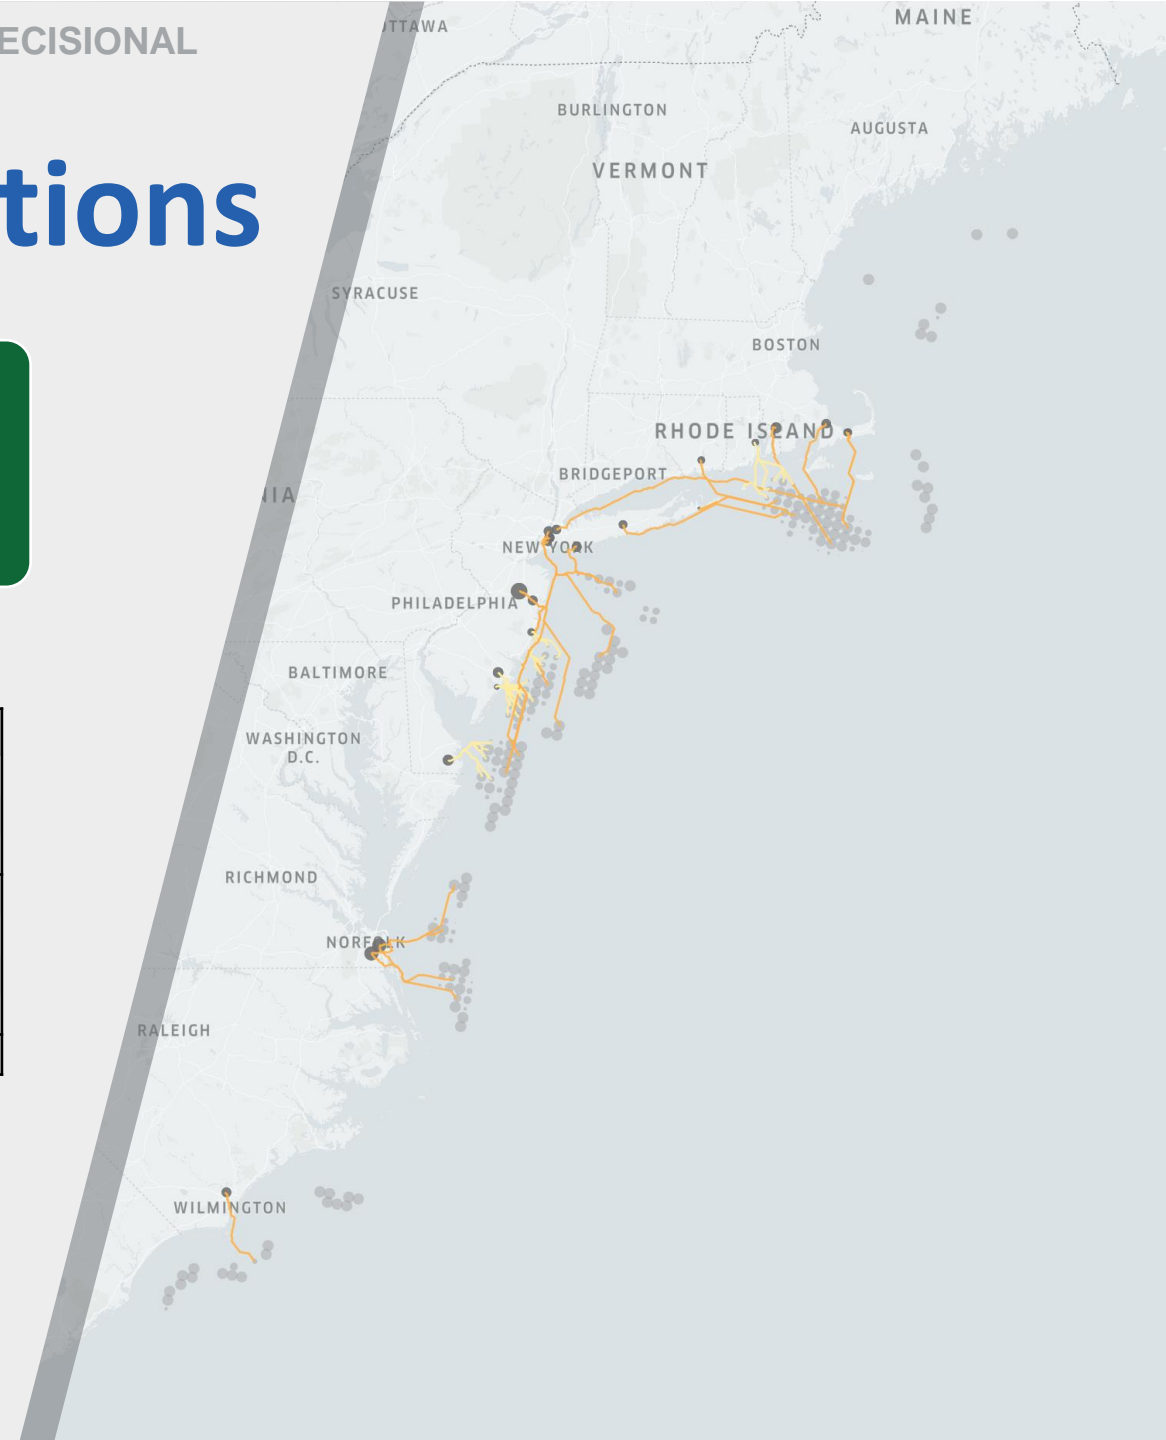 ECISIONAL
tions
OTTAWA
MAINE
BURLINGTON
AUGUSTA
VERMONT
SYRACUSE
BOSTON
RHODE ISLAND
BRIDGEPORT
NIA
NEW YORK
PHILADELPHIA
BALTIMORE
WASHINGTON
D.C.
RICHMOND
NORFOLK
RALEIGH
WILMINGTON